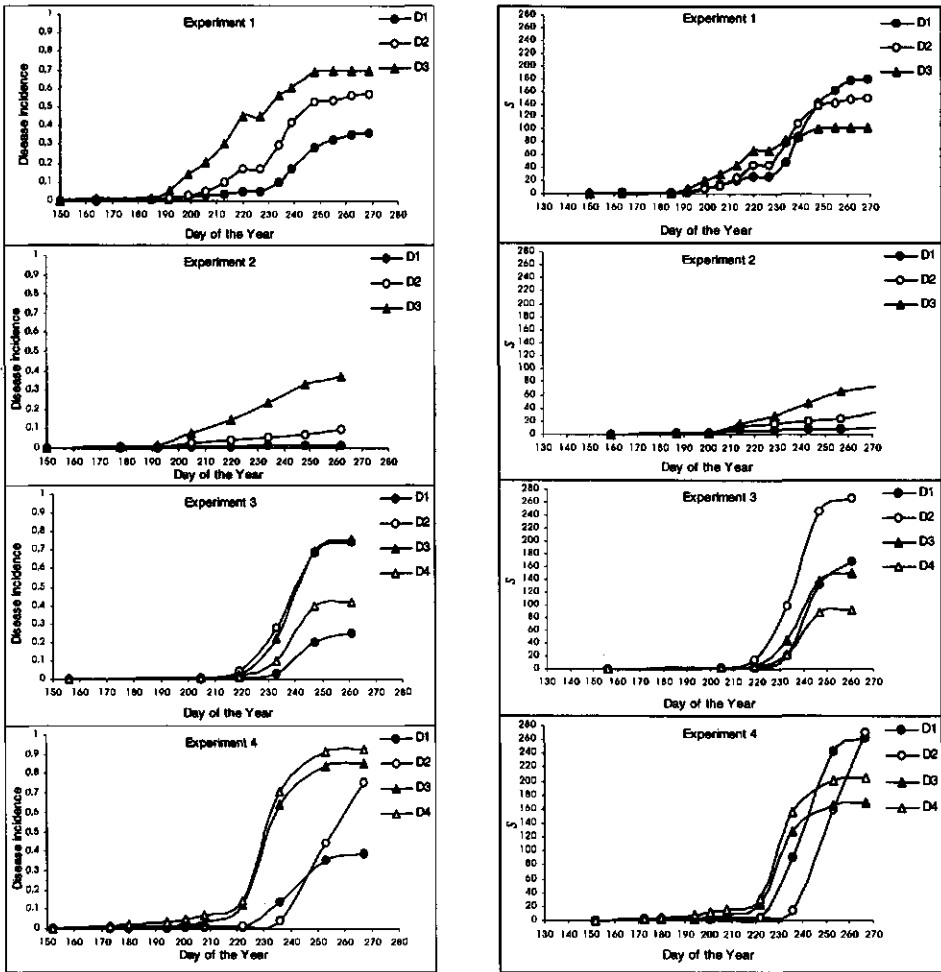 Experiment 1
D1
D2
D3
Disease incidence
1
0.9
0.8
0.7
0.6
0.5
0.4
0.3
0.2
0.1
0
150 160 170 180 190 200 210 220 230 240 250 260 270 280
Day of the Year
Experiment 1
D1
D2
D3
S
280
260
240
220
200
180
160
140
120
100
80
60
40
20
0
130 140 150 160 170 180 190 200 210 220 230 240 250 260 270
Day of the Year
Experiment 2
D1
D2
D3
Disease incidence
1
0.9
0.8
0.7
0.6
0.5
0.4
0.3
0.2
0.1
0
150 160 170 180 190 200 210 220 230 240 250 260 270 280
Day of the Year
Experiment 2
D1
D2
D3
S
280
260
240
220
200
180
160
140
120
100
80
60
40
20
0
130 140 150 160 170 180 190 200 210 220 230 240 250 260 270
Day of the Year
Experiment 3
D1
D2
D3
D4
Disease incidence
1
0.9
0.8
0.7
0.6
0.5
0.4
0.3
0.2
0.1
0
150 160 170 180 190 200 210 220 230 240 250 260 270 280
Day of the Year
Experiment 3
D1
D2
D3
D4
S
280
260
240
220
200
180
160
140
120
100
80
60
40
20
0
130 140 150 160 170 180 190 200 210 220 230 240 250 260 270
Day of the Year
Experiment 4
D1
D2
D3
D4
Disease incidence
1
0.9
0.8
0.7
0.6
0.5
0.4
0.3
0.2
0.1
0
150 160 170 180 190 200 210 220 230 240 250 260 270 280
Day of the Year
Experiment 4
D1
D2
D3
D4
S
280
260
240
220
200
180
160
140
120
100
80
60
40
20
0
130 140 150 160 170 180 190 200 210 220 230 240 250 260 270
Day of the Year